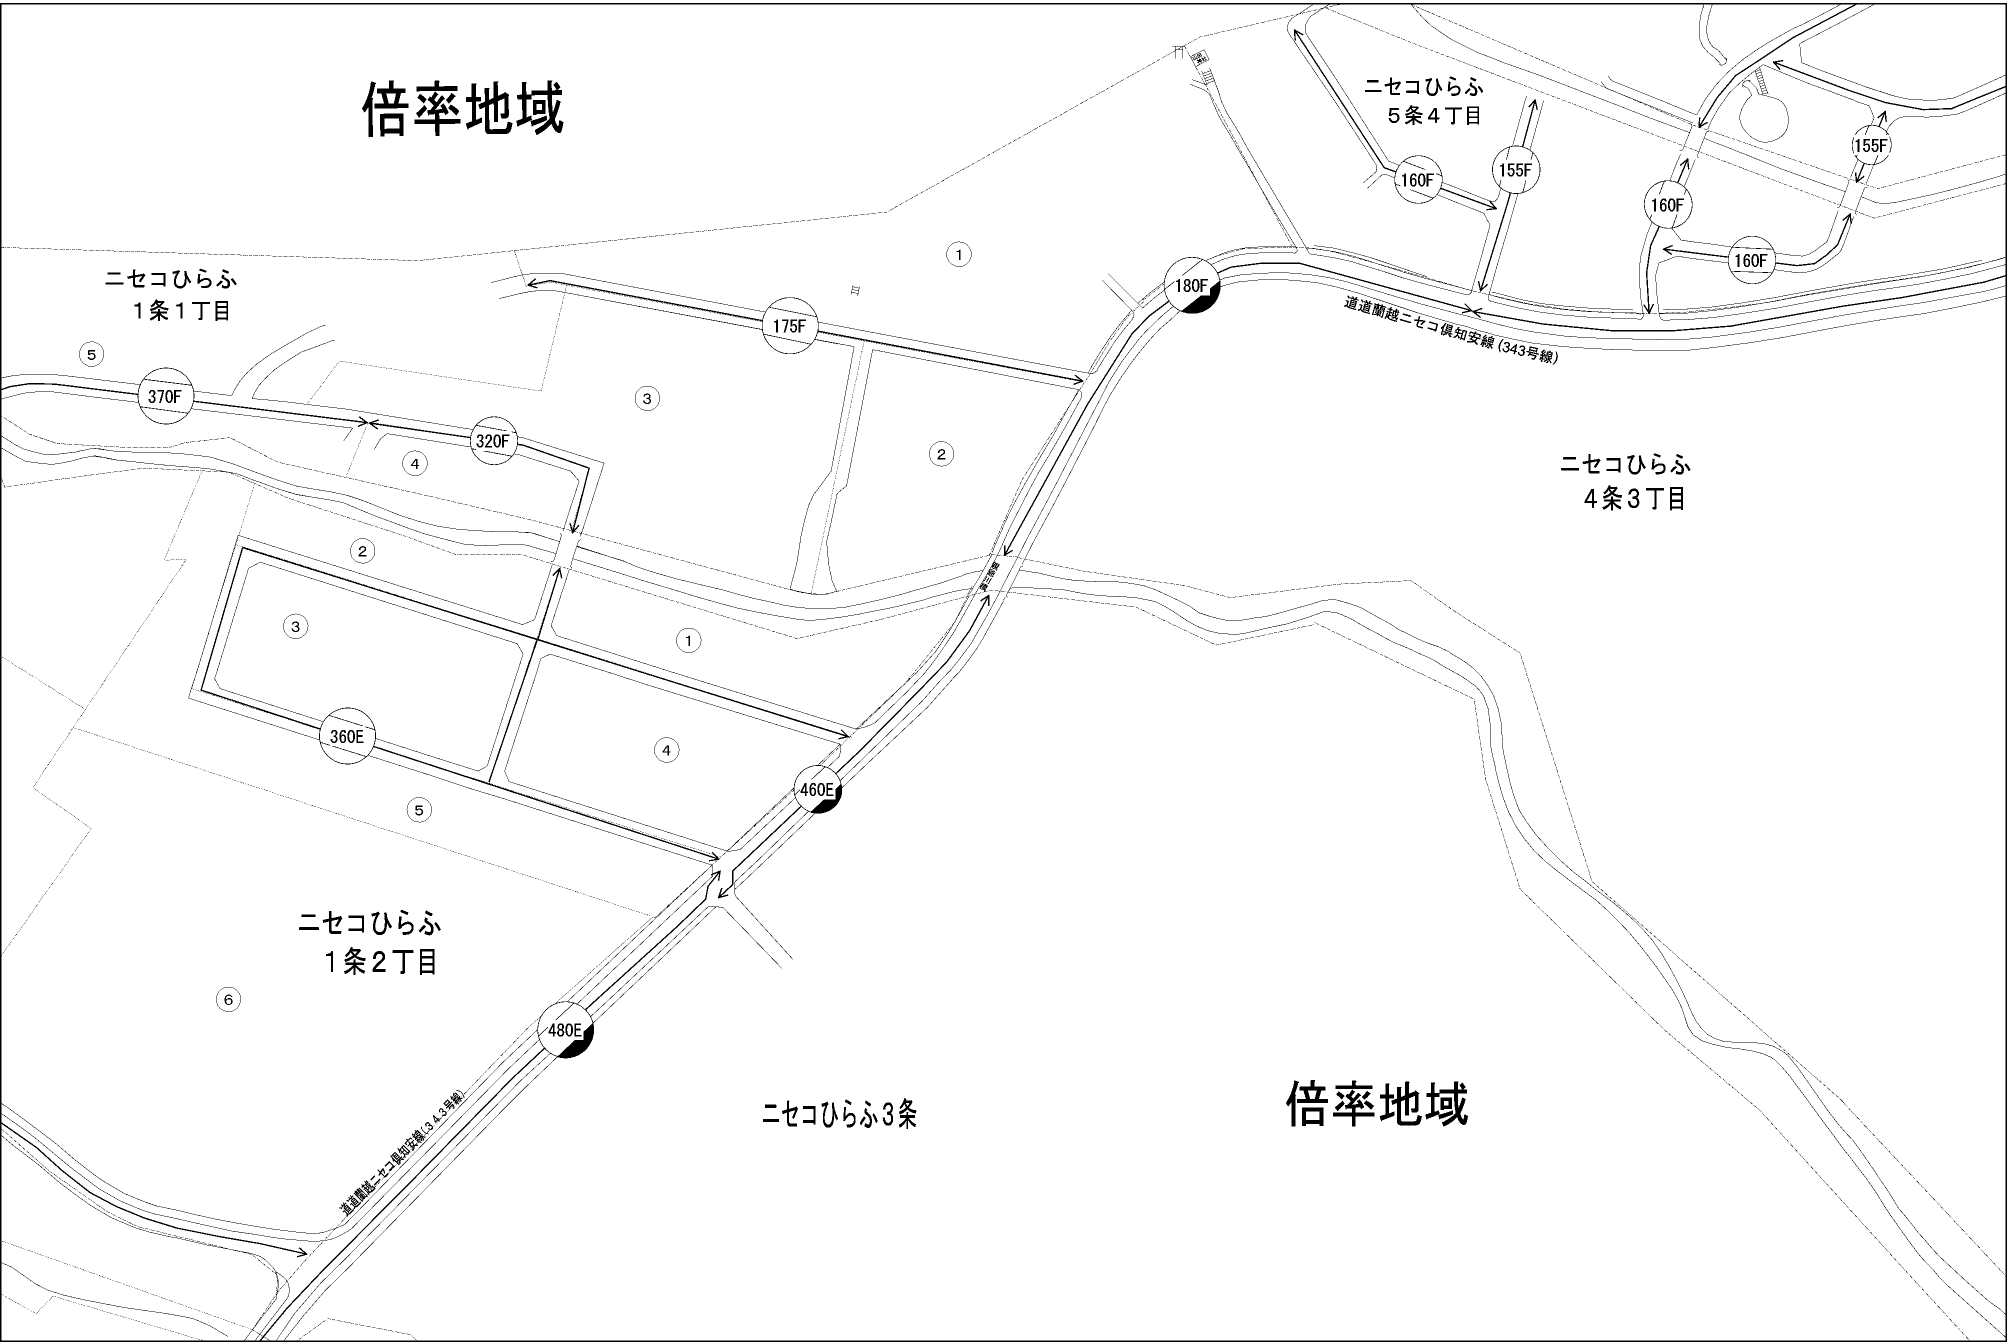 倍率地域
ニセコひらふ
5条4丁目
155F
160F
155F
160F
160F
①
ニセコひらふ
1条1丁目
180F
175F
道道蘭越ニセコ倶知安線(343号線)
⑤
370F
③
320F
②
④
ニセコひらふ
4条3丁目
②
③
①
360E
④
460E
⑤
ニセコひらふ
1条2丁目
⑥
480E
道道蘭越ニセコ倶知安線(343号線)
ニセコひらふ3条
倍率地域